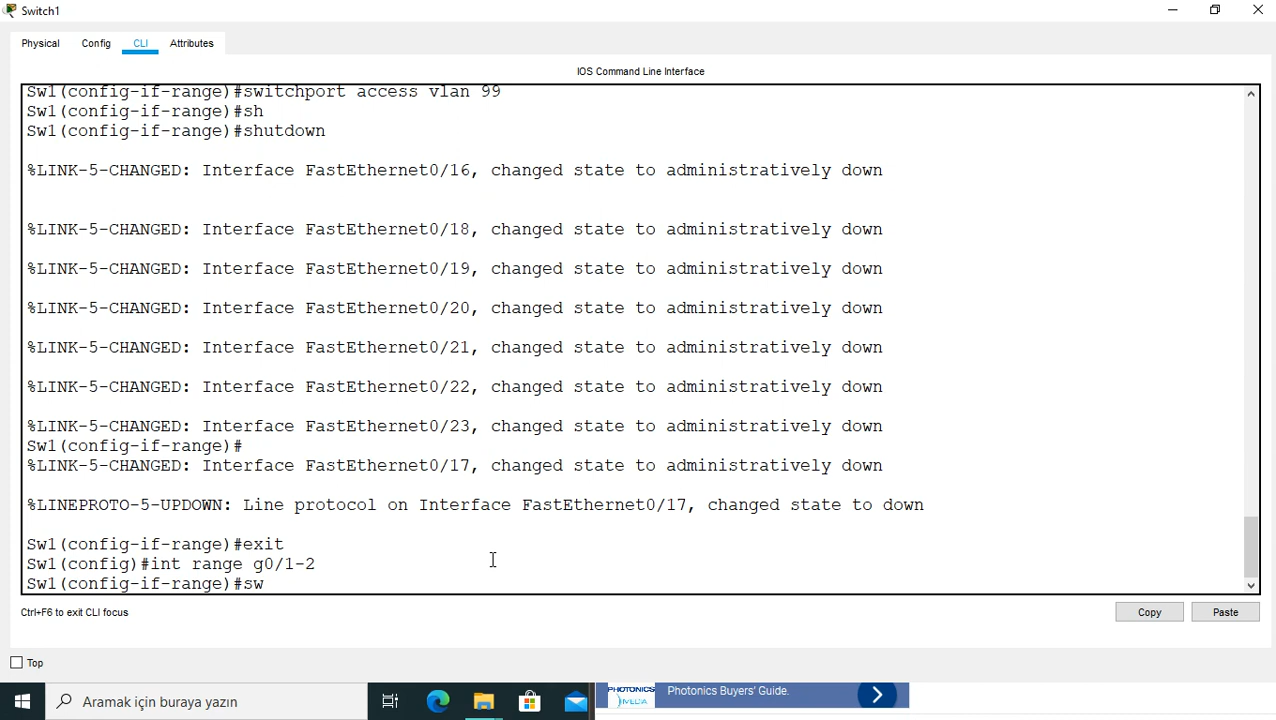 Switch1
Physical Config CLI Attributes
IOS Command Line Interface
Sw1(config-if-range)#switchport access vlan 99
Sw1(config-if-range)#sh
Sw1(config-if-range)#shutdown
%LINK-5-CHANGED: Interface FastEthernet0/16, changed state to administratively down
%LINK-5-CHANGED: Interface FastEthernet0/18, changed state to administratively down
%LINK-5-CHANGED: Interface FastEthernet0/19, changed state to administratively down
%LINK-5-CHANGED: Interface FastEthernet0/20, changed state to administratively down
%LINK-5-CHANGED: Interface FastEthernet0/21, changed state to administratively down
%LINK-5-CHANGED: Interface FastEthernet0/22, changed state to administratively down
%LINK-5-CHANGED: Interface FastEthernet0/23, changed state to administratively down
Sw1(config-if-range)#
%LINK-5-CHANGED: Interface FastEthernet0/17, changed state to administratively down
%LINEPROTO-5-UPDOWN: Line protocol on Interface FastEthernet0/17, changed state to down
Sw1(config-if-range)#exit
Sw1(config)#int range g0/1-2
Sw1(config-if-range)#sw
Ctrl+F6 to exit CLI focus
Copy Paste
Top
Aramak için buraya yazın
PHOTONICS
MEDIA
Photonics Buyers' Guide.